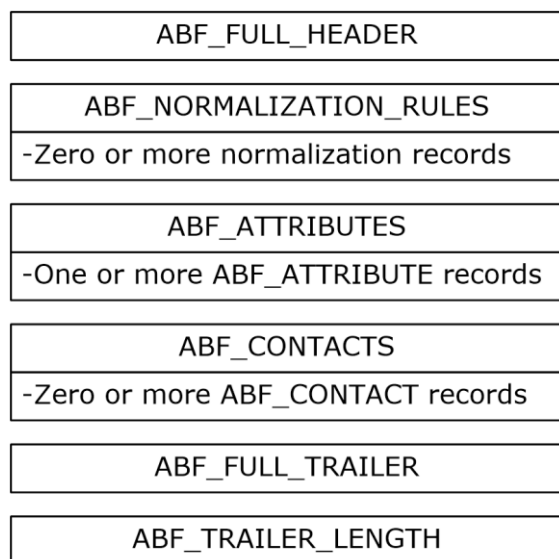 ABF_FULL_HEADER
ABF_NORMALIZATION_RULES
-Zero or more normalization records
ABF_ATTRIBUTES
-One or more ABF_ATTRIBUTE records
ABF_CONTACTS
-Zero or more ABF_CONTACT records
ABF_FULL_TRAILER
ABF_TRAILER_LENGTH